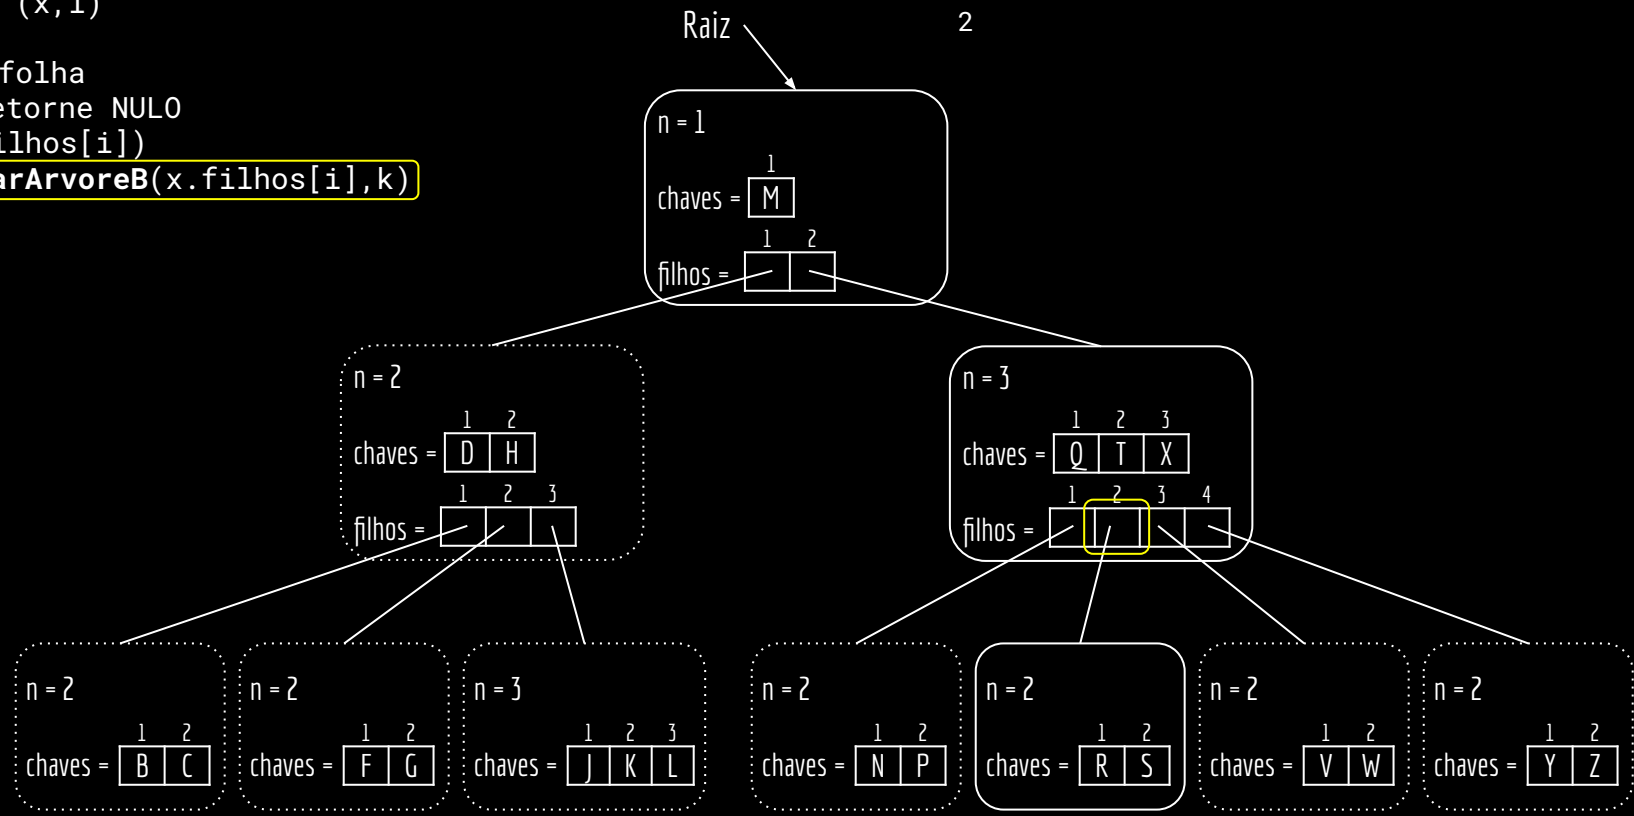 (x,i)
folha
etorne NULO
ilhos[i])
arArvoreB(x.filhos[i],k)
Raiz
2
n = 1
1
chaves = M
1 2
filhos =
n = 2
1 2
chaves = D H
1 2 3
filhos =
n = 3
1 2 3
chaves = Q T X
1 2 3 4
filhos =
n = 2
1 2
chaves = B C
n = 2
1 2
chaves = F G
n = 3
1 2 3
chaves = J K L
n = 2
1 2
chaves = N P
n = 2
1 2
chaves = R S
n = 2
1 2
chaves = V W
n = 2
1 2
chaves = Y Z